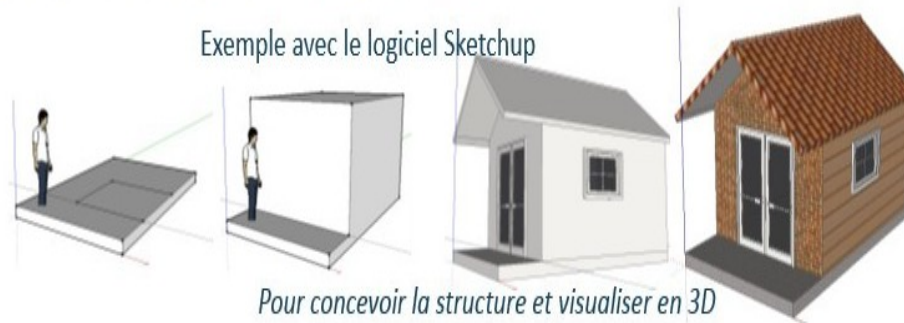 Exemple avec le logiciel Sketchup
Pour concevoir la structure et visualiser en 3D